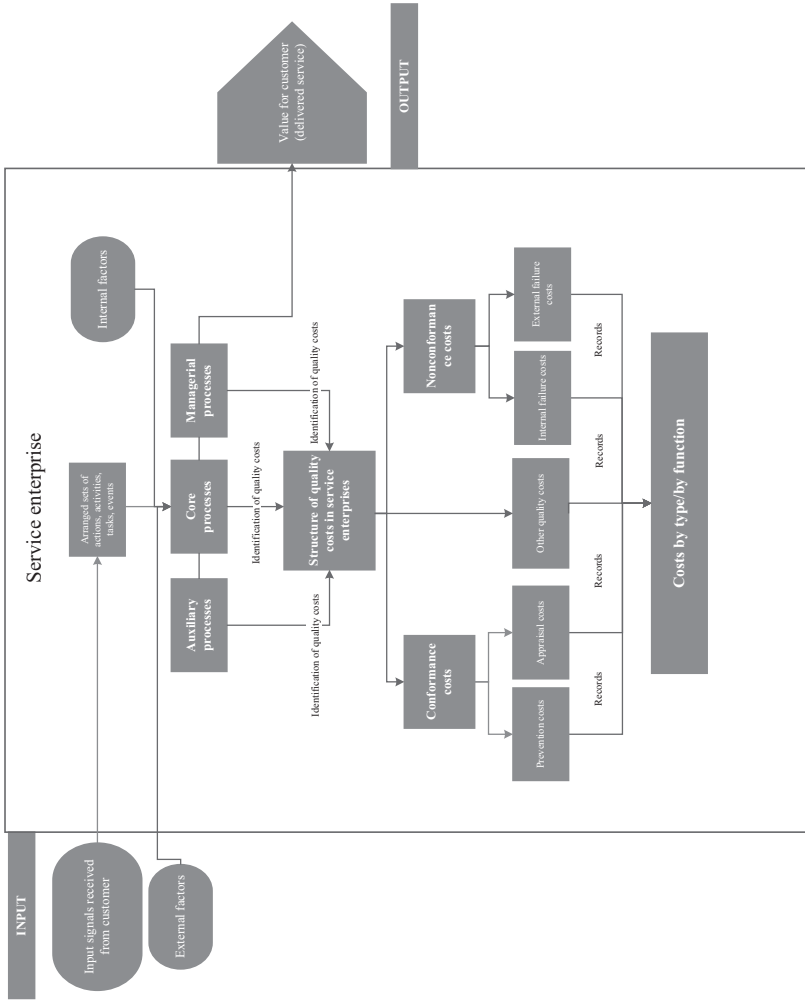 Service enterprise
INPUT
Input signals received
from customer
External factors
Arranged sets of
actions, activities,
tasks, events
Internal factors
Auxiliary
processes
Core
processes
Managerial
processes
Value for customer
(delivered service)
OUTPUT
Identification of quality costs
Identification of quality costs
Identification of quality costs
Structure of quality
costs in service
enterprises
Conformance
costs
Nonconforman
ce costs
Prevention costs
Appraisal costs
Other quality costs
Internal failure costs
External failure
costs
Records
Records
Records
Records
Costs by type/by function